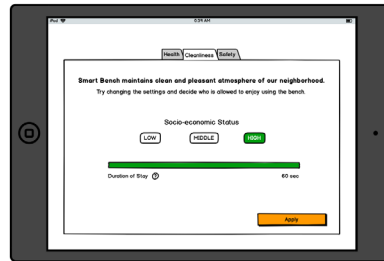 iPad 8:29 AM
Health Cleanliness Safety
Smart Bench maintains clean and pleasant atmosphere of our neighborhood.
Try changing the settings and decide who is allowed to enjoy using the bench.
Socio-economic Status
LOW MIDDLE HIGH
Duration of Stay ? 60 sec
Apply